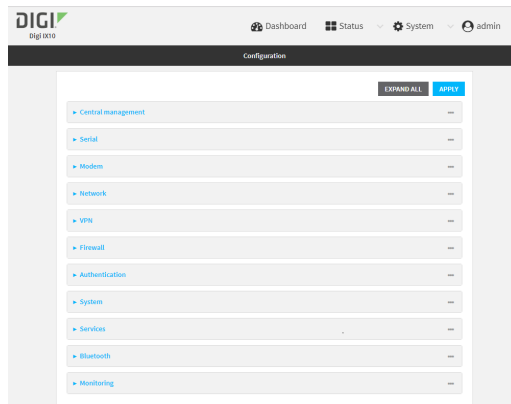 DIGI
Digi IX10
Dashboard
Status
System
admin
Configuration
EXPAND ALL
APPLY
Central management
Serial
Modem
Network
VPN
Firewall
Authentication
System
Services
Bluetooth
Monitoring